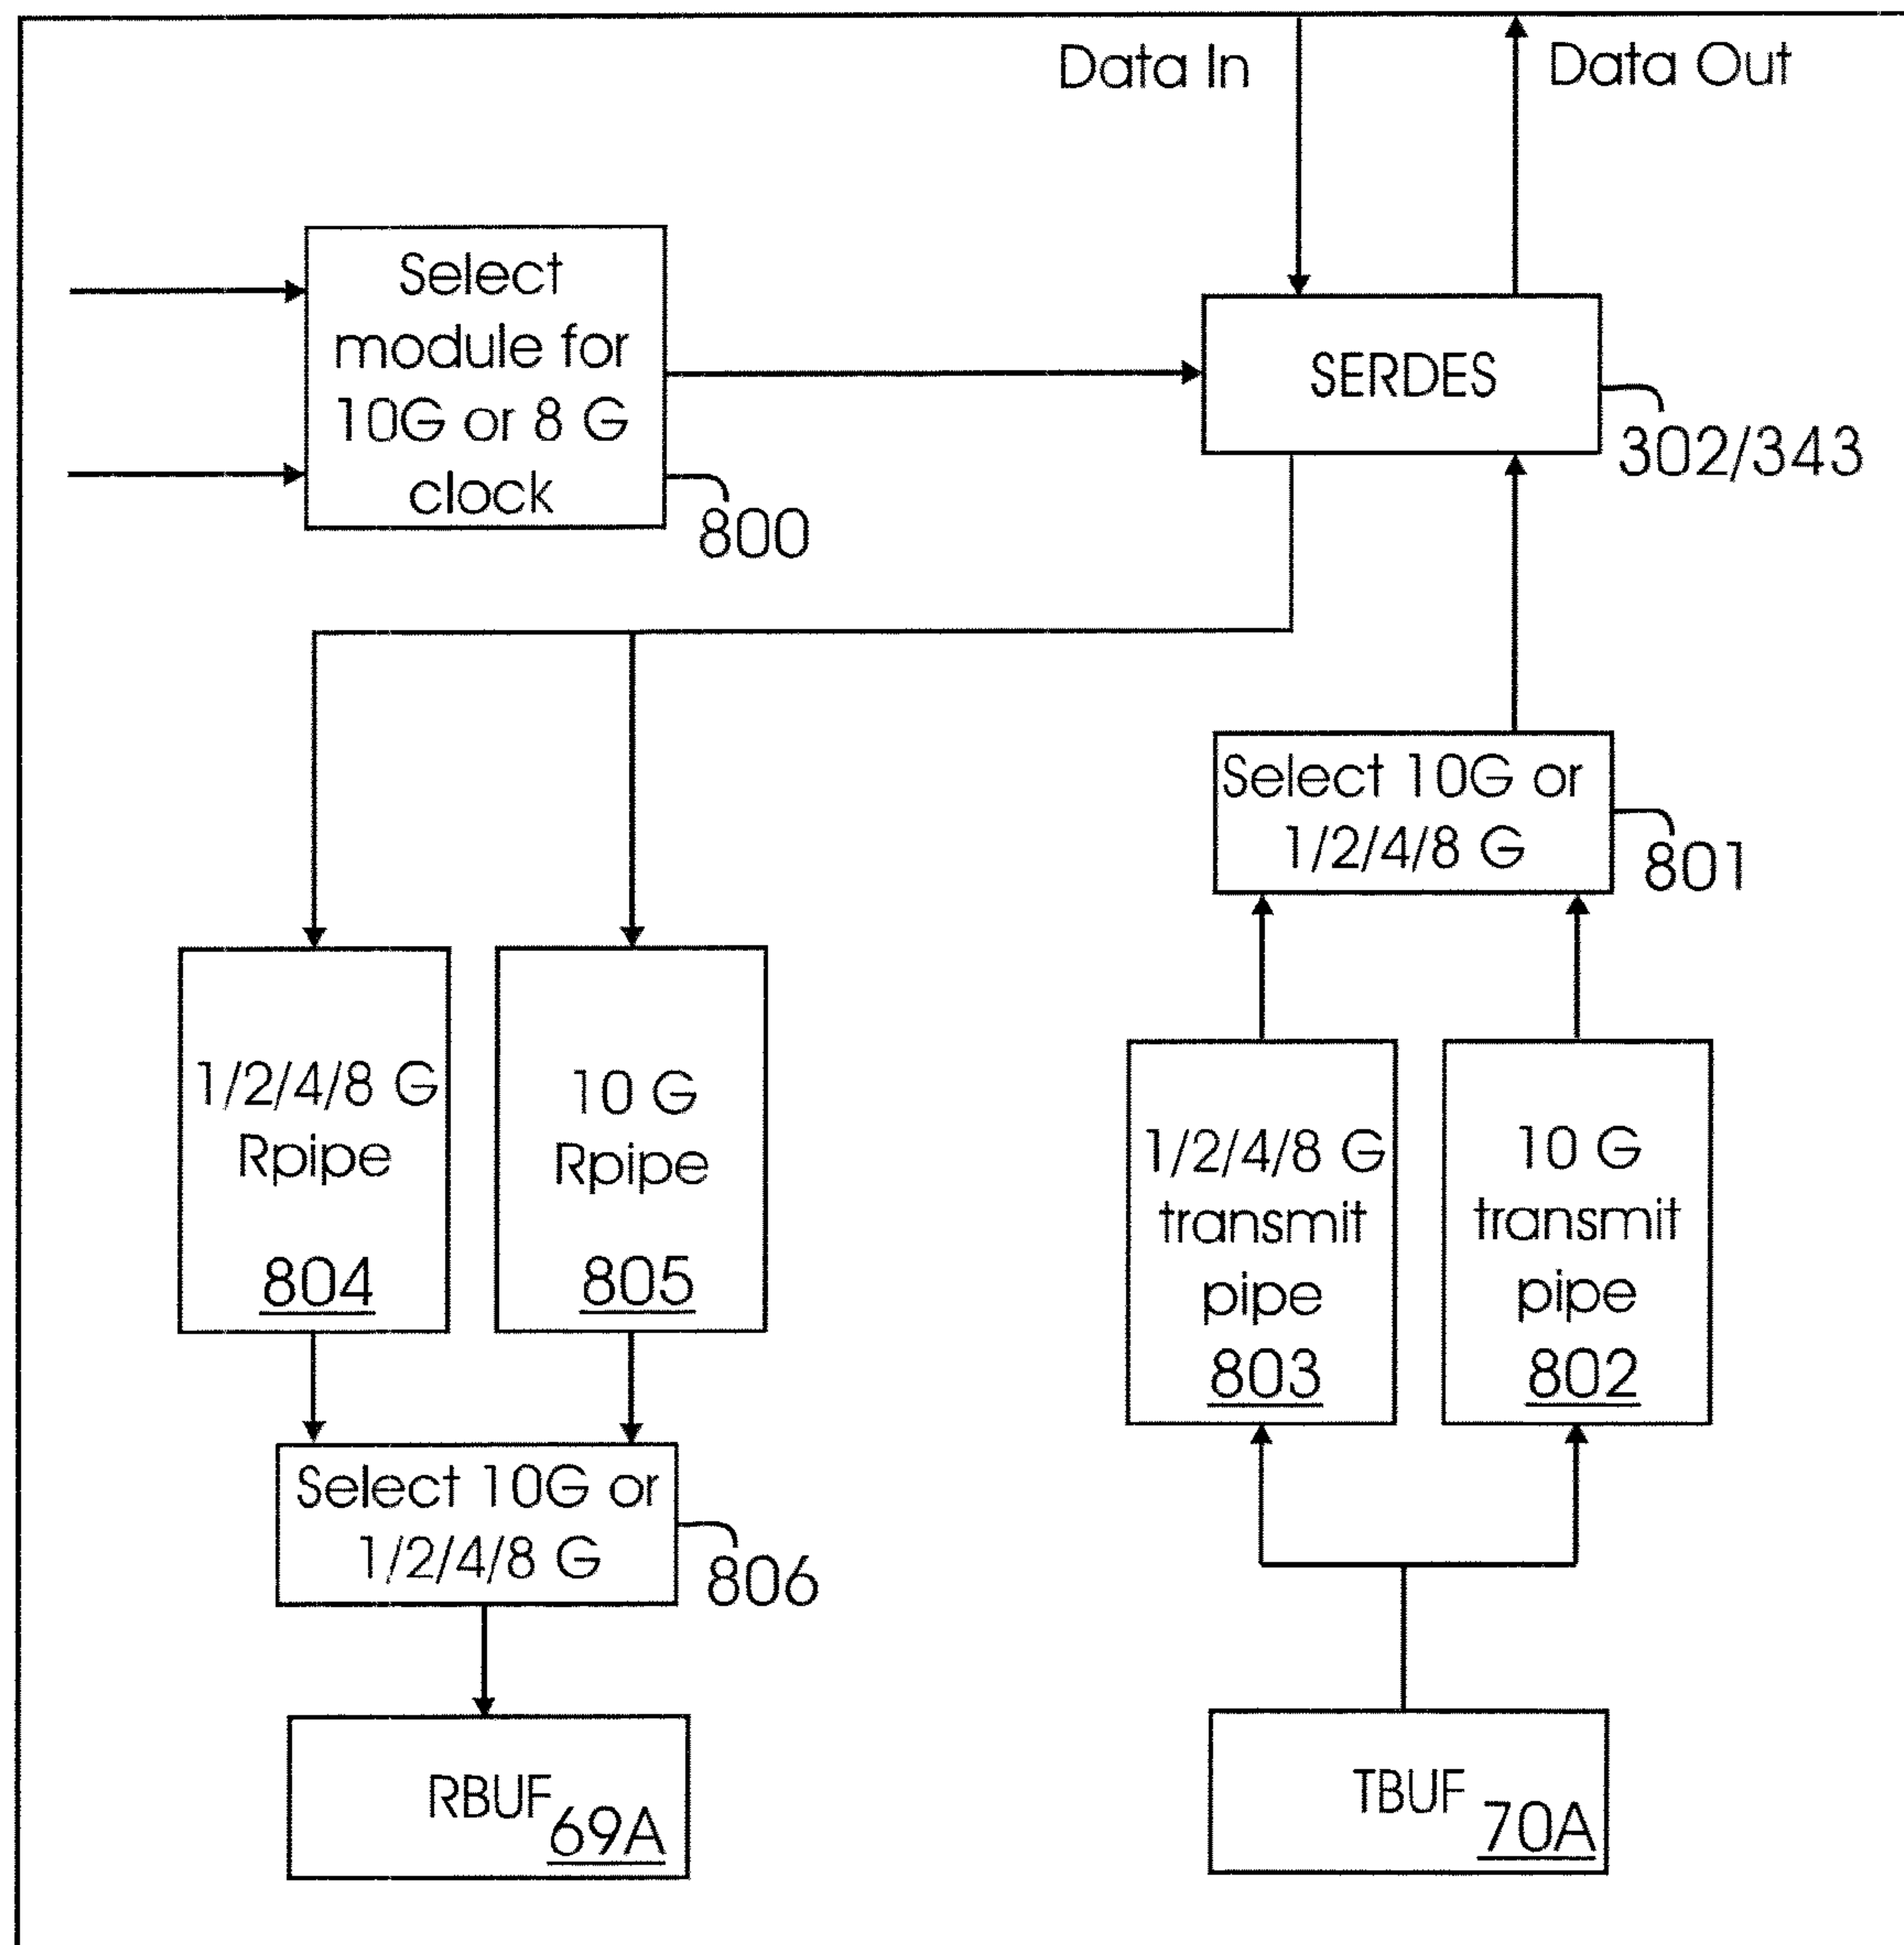 Data In
Data Out
Select
module for
10G or 8 G
clock
800
SERDES
302/343
Select 10G or
1/2/4/8 G
801
1/2/4/8 G
Rpipe
804
10 G
Rpipe
805
1/2/4/8 G
transmit
pipe
803
10 G
transmit
pipe
802
Select 10G or
1/2/4/8 G
806
RBUF 69A
TBUF 70A